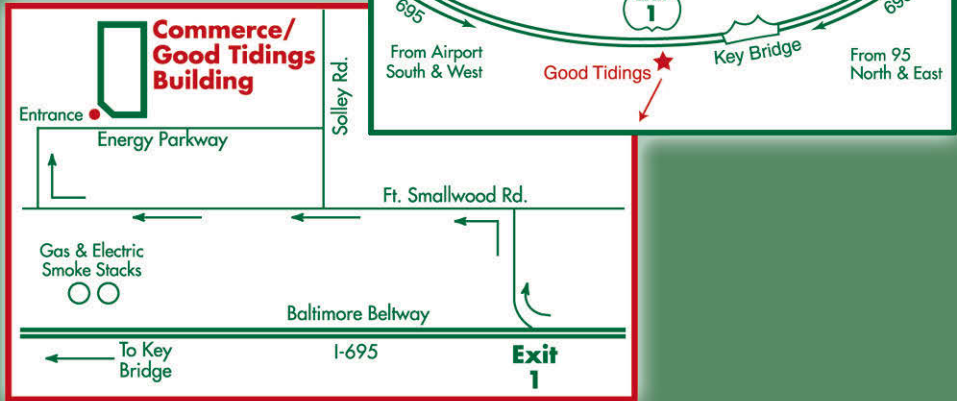 Commerce/
Good Tidings
Building
Entrance
Energy Parkway
Solley Rd.
Ft. Smallwood Rd.
Gas & Electric
Smoke Stacks
Baltimore Beltway
I-695
To Key
Bridge
Exit
1
695
1
From Airport
South & West
Good Tidings
Key Bridge
From 95
North & East